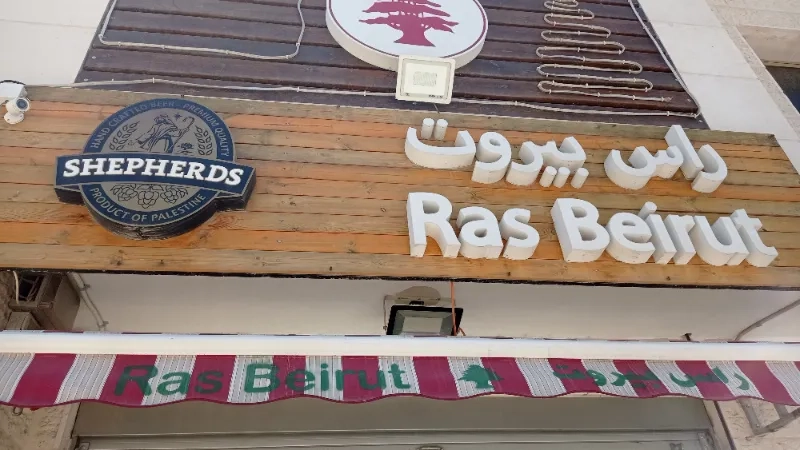 HAND CRAFTED BEER - PREMIUM QUALITY
SHEPHERDS
PRODUCT OF PALESTINE
راس بيروت
Ras Beirut
Ras Beirut راس بيروت